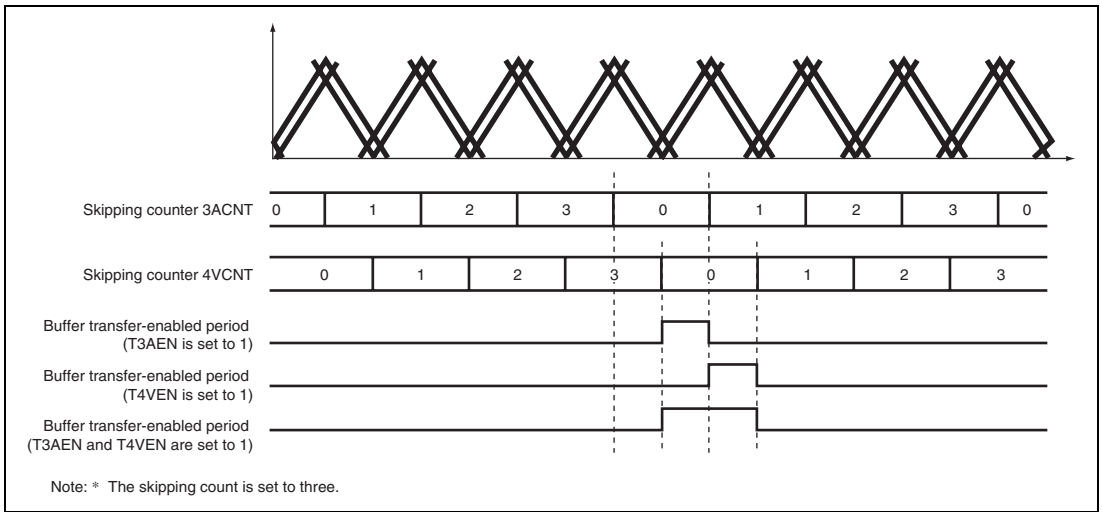 Skipping counter 3ACNT 0 1 2 3 0 1 2 3 0
Skipping counter 4VCNT 0 1 2 3 0 1 2 3
Buffer transfer-enabled period
(T3AEN is set to 1)
Buffer transfer-enabled period
(T4VEN is set to 1)
Buffer transfer-enabled period
(T3AEN and T4VEN are set to 1)
Note: * The skipping count is set to three.